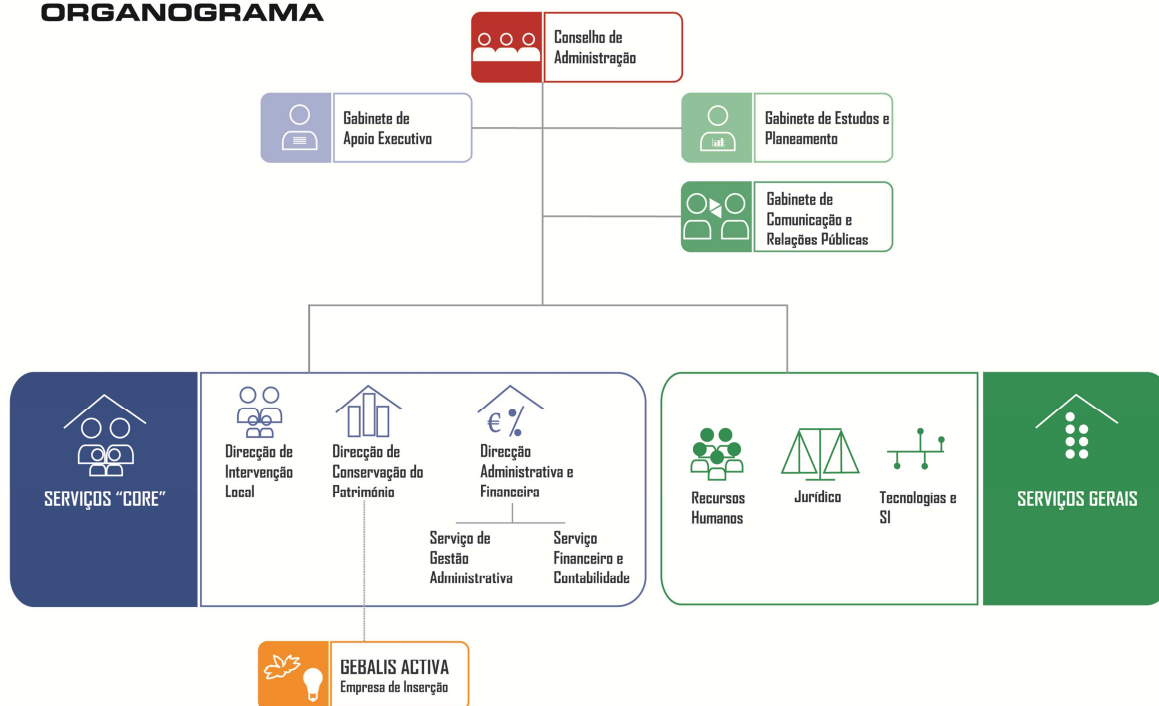 ORGANOGRAMA
Conselho de
Administração
Gabinete de
Apoio Executivo
Gabinete de Estudos e
Planeamento
Gabinete de
Comunicação e
Relações Públicas
SERVIÇOS "CORE"
Direcção de
Intervenção
Local
Direcção de
Conservação do
Património
€ %
Direcção
Administrativa e
Financeira
Serviço de
Gestão
Administrativa
Serviço
Financeiro e
Contabilidade
Recursos
Humanos
Jurídico
Tecnologias e
SI
SERVIÇOS GERAIS
GEBALIS ACTIVA
Empresa de Inserção